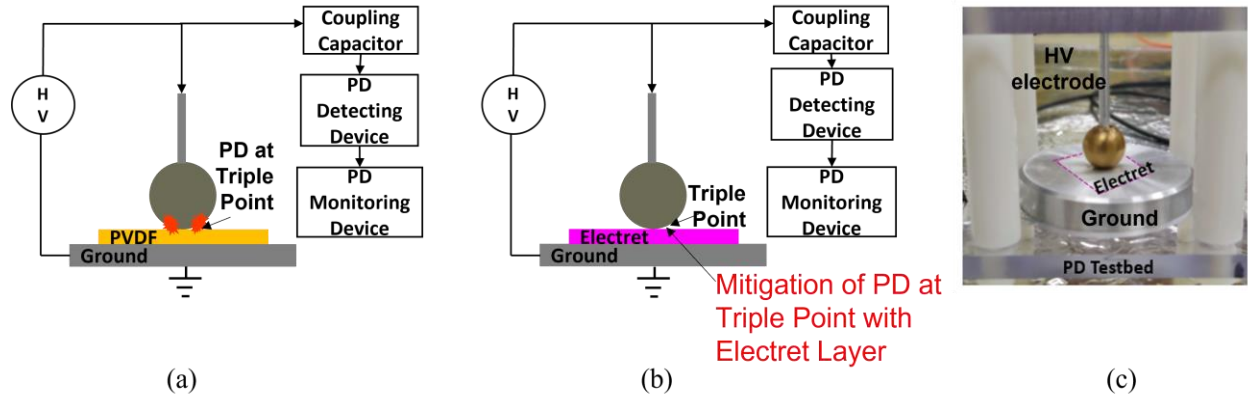 H
V
Coupling
Capacitor
PD
Detecting
Device
PD
Monitoring
Device
PD at
Triple
Point
PVDF
Ground
H
V
Coupling
Capacitor
PD
Detecting
Device
PD
Monitoring
Device
Triple
Point
Electret
Ground
Mitigation of PD at
Triple Point with
Electret Layer
HV
electrode
Electret
Ground
PD Testbed
(a)
(b)
(c)